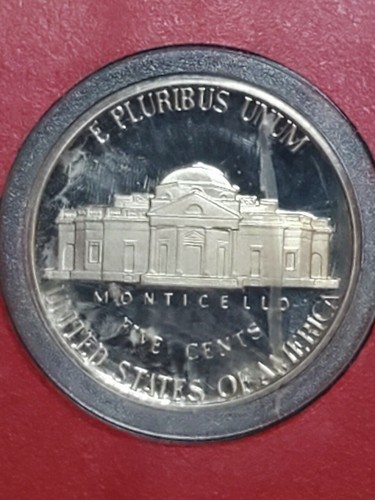 E PLURIBUS UNUM
MONTICELLO
FIVE CENTS
UNITED STATES OF AMERICA